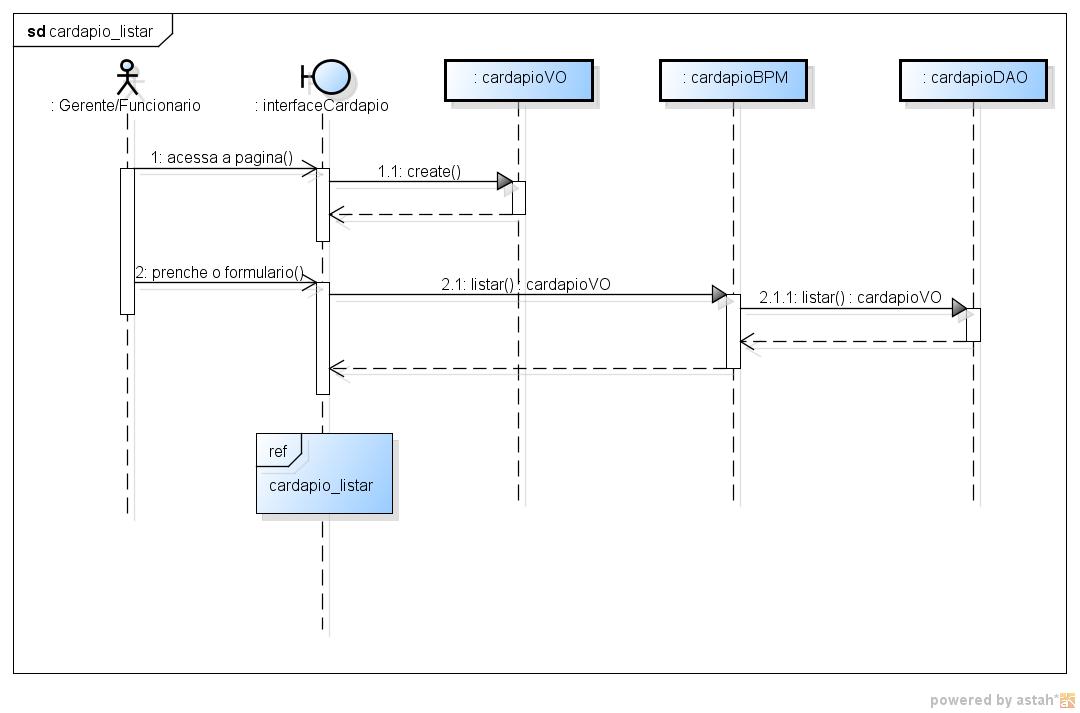 sd cardapio_listar
: Gerente/Funcionario
: interfaceCardapio
: cardapioVO
: cardapioBPM
: cardapioDAO
1: acessa a pagina()
1.1: create()
2: prenche o formulario()
2.1: listar() : cardapioVO
2.1.1: listar() : cardapioVO
ref
cardapio_listar
powered by astah*